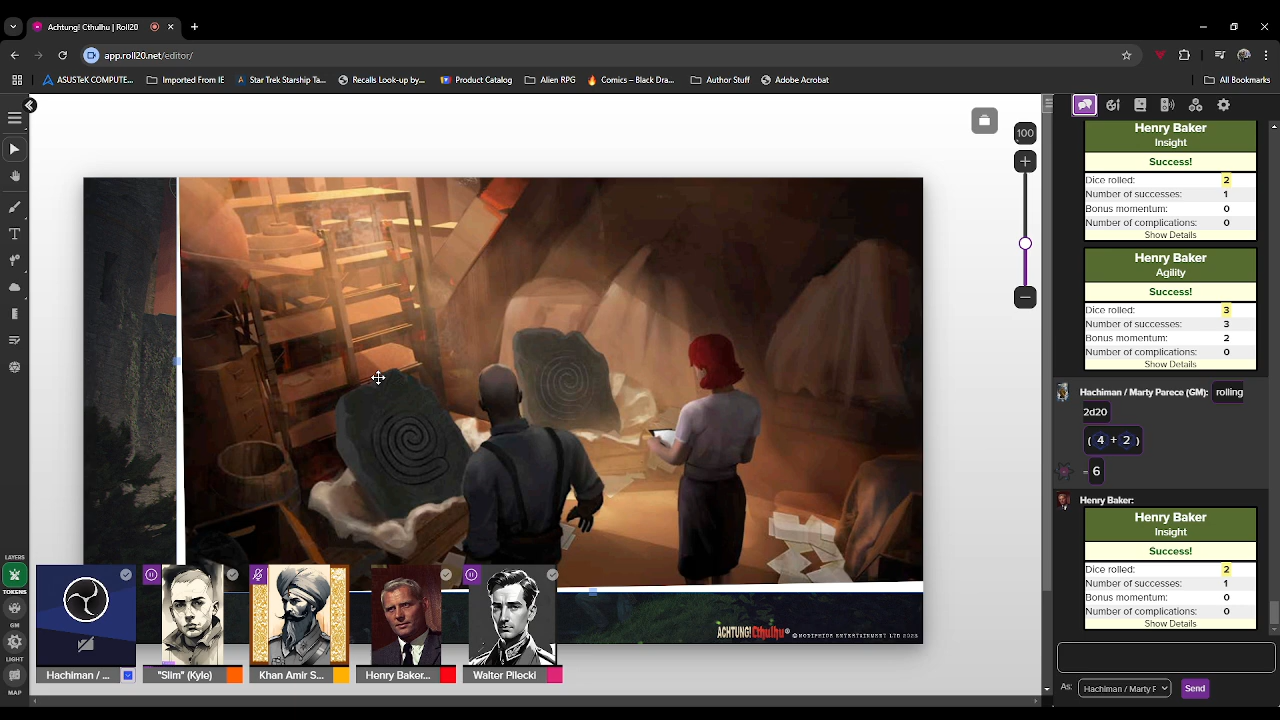 Achtung! Cthulhu | Roll20
app.roll20.net/editor/
ASUSTeK COMPUTE...
Imported From IE
Star Trek Starship Ta...
Recalls Look-up by...
Product Catalog
Alien RPG
Comics – Black Dra...
Author Stuff
Adobe Acrobat
All Bookmarks
100
Henry Baker
Insight
Success!
Dice rolled: 2
Number of successes: 1
Bonus momentum: 0
Number of complications: 0
Show Details
Henry Baker
Agility
Success!
Dice rolled: 3
Number of successes: 3
Bonus momentum: 2
Number of complications: 0
Show Details
Hachiman / Marty Parece (GM): rolling
2d20
( 4 + 2 )
= 6
Henry Baker:
Henry Baker
Insight
Success!
Dice rolled: 2
Number of successes: 1
Bonus momentum: 0
Number of complications: 0
Show Details
As: Hachiman / Marty F
Send
LAYERS
TOKENS
GM
LIGHT
MAP
Hachiman / ...
"Slim" (Kyle)
Khan Amir S...
Henry Baker...
Walter Pilecki
ACHTUNG! Cthulhu® © MODIPHIUS ENTERTAINMENT LTD 2023